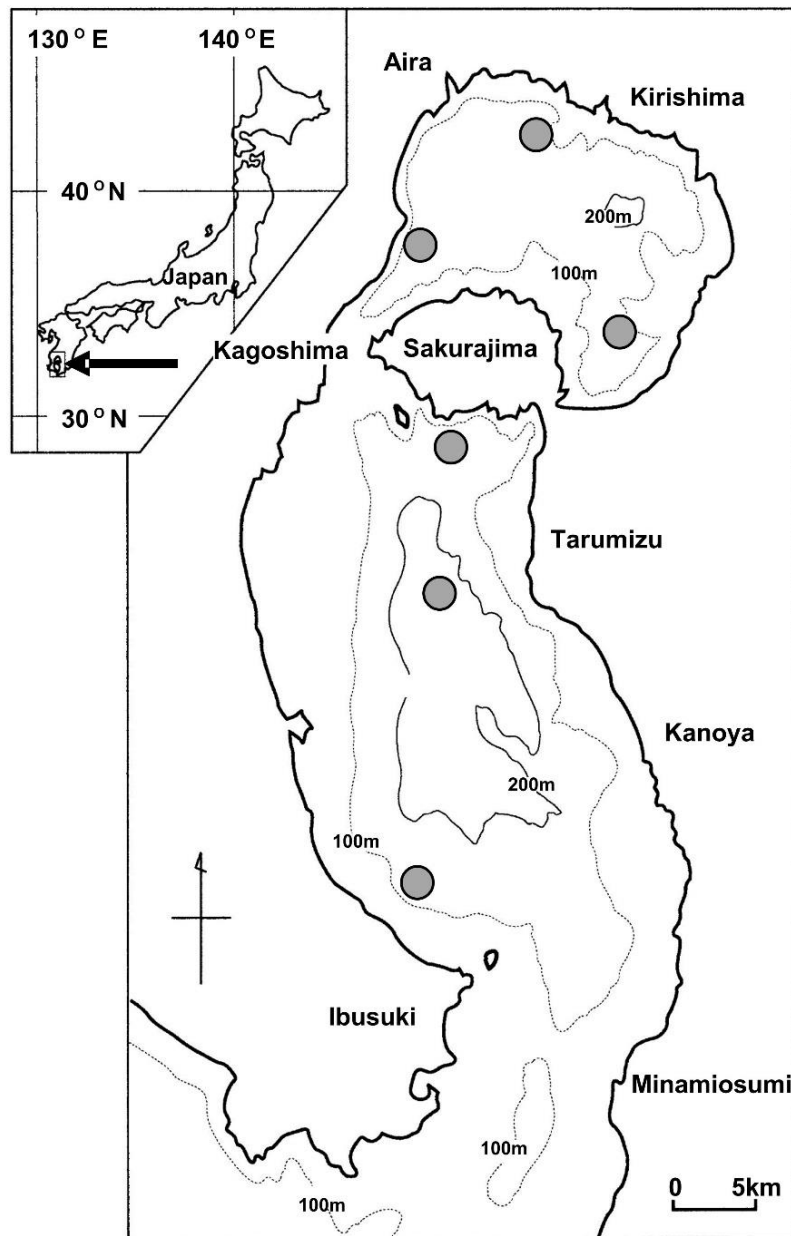 130°E 140°E
40°N
Japan
30°N
Aira
Kirishima
200m
100m
Kagoshima
Sakurajima
Tarumizu
Kanoya
200m
100m
Ibusuki
Minamiosumi
100m
100m
0 5km